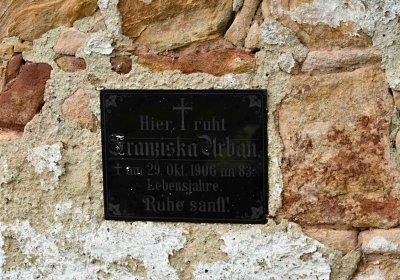 Hier, ruht
Franziska Urban,
† am 29. Okt. 1906 im 83.
Lebensjahre.
Ruhe sanft!